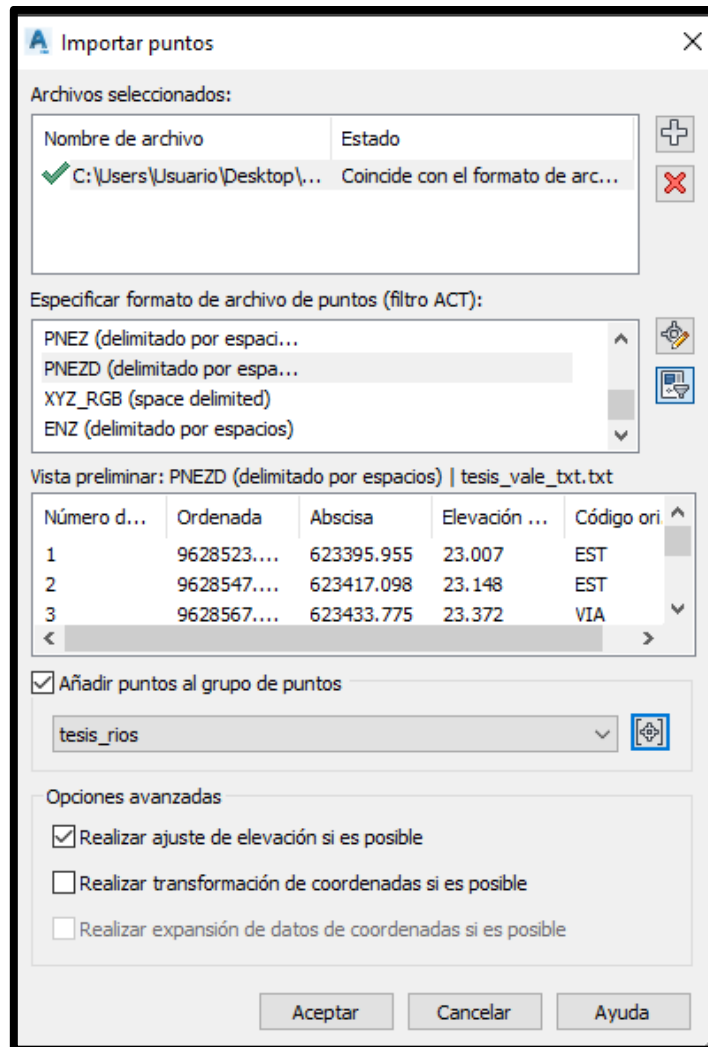 Importar puntos
Archivos seleccionados:
Nombre de archivo Estado
C:\Users\Usuario\Desktop\... Coincide con el formato de arc...
Especificar formato de archivo de puntos (filtro ACT):
PNEZ (delimitado por espaci...
PNEZD (delimitado por espa...
XYZ_RGB (space delimited)
ENZ (delimitado por espacios)
Vista preliminar: PNEZD (delimitado por espacios) | tesis_vale_txt.txt
Número d... Ordenada Abscisa Elevación ... Código ori
1 9628523.... 623395.955 23.007 EST
2 9628547.... 623417.098 23.148 EST
3 9628567.... 623433.775 23.372 VIA
Añadir puntos al grupo de puntos
tesis_rios
Opciones avanzadas
Realizar ajuste de elevación si es posible
Realizar transformación de coordenadas si es posible
Realizar expansión de datos de coordenadas si es posible
Aceptar Cancelar Ayuda